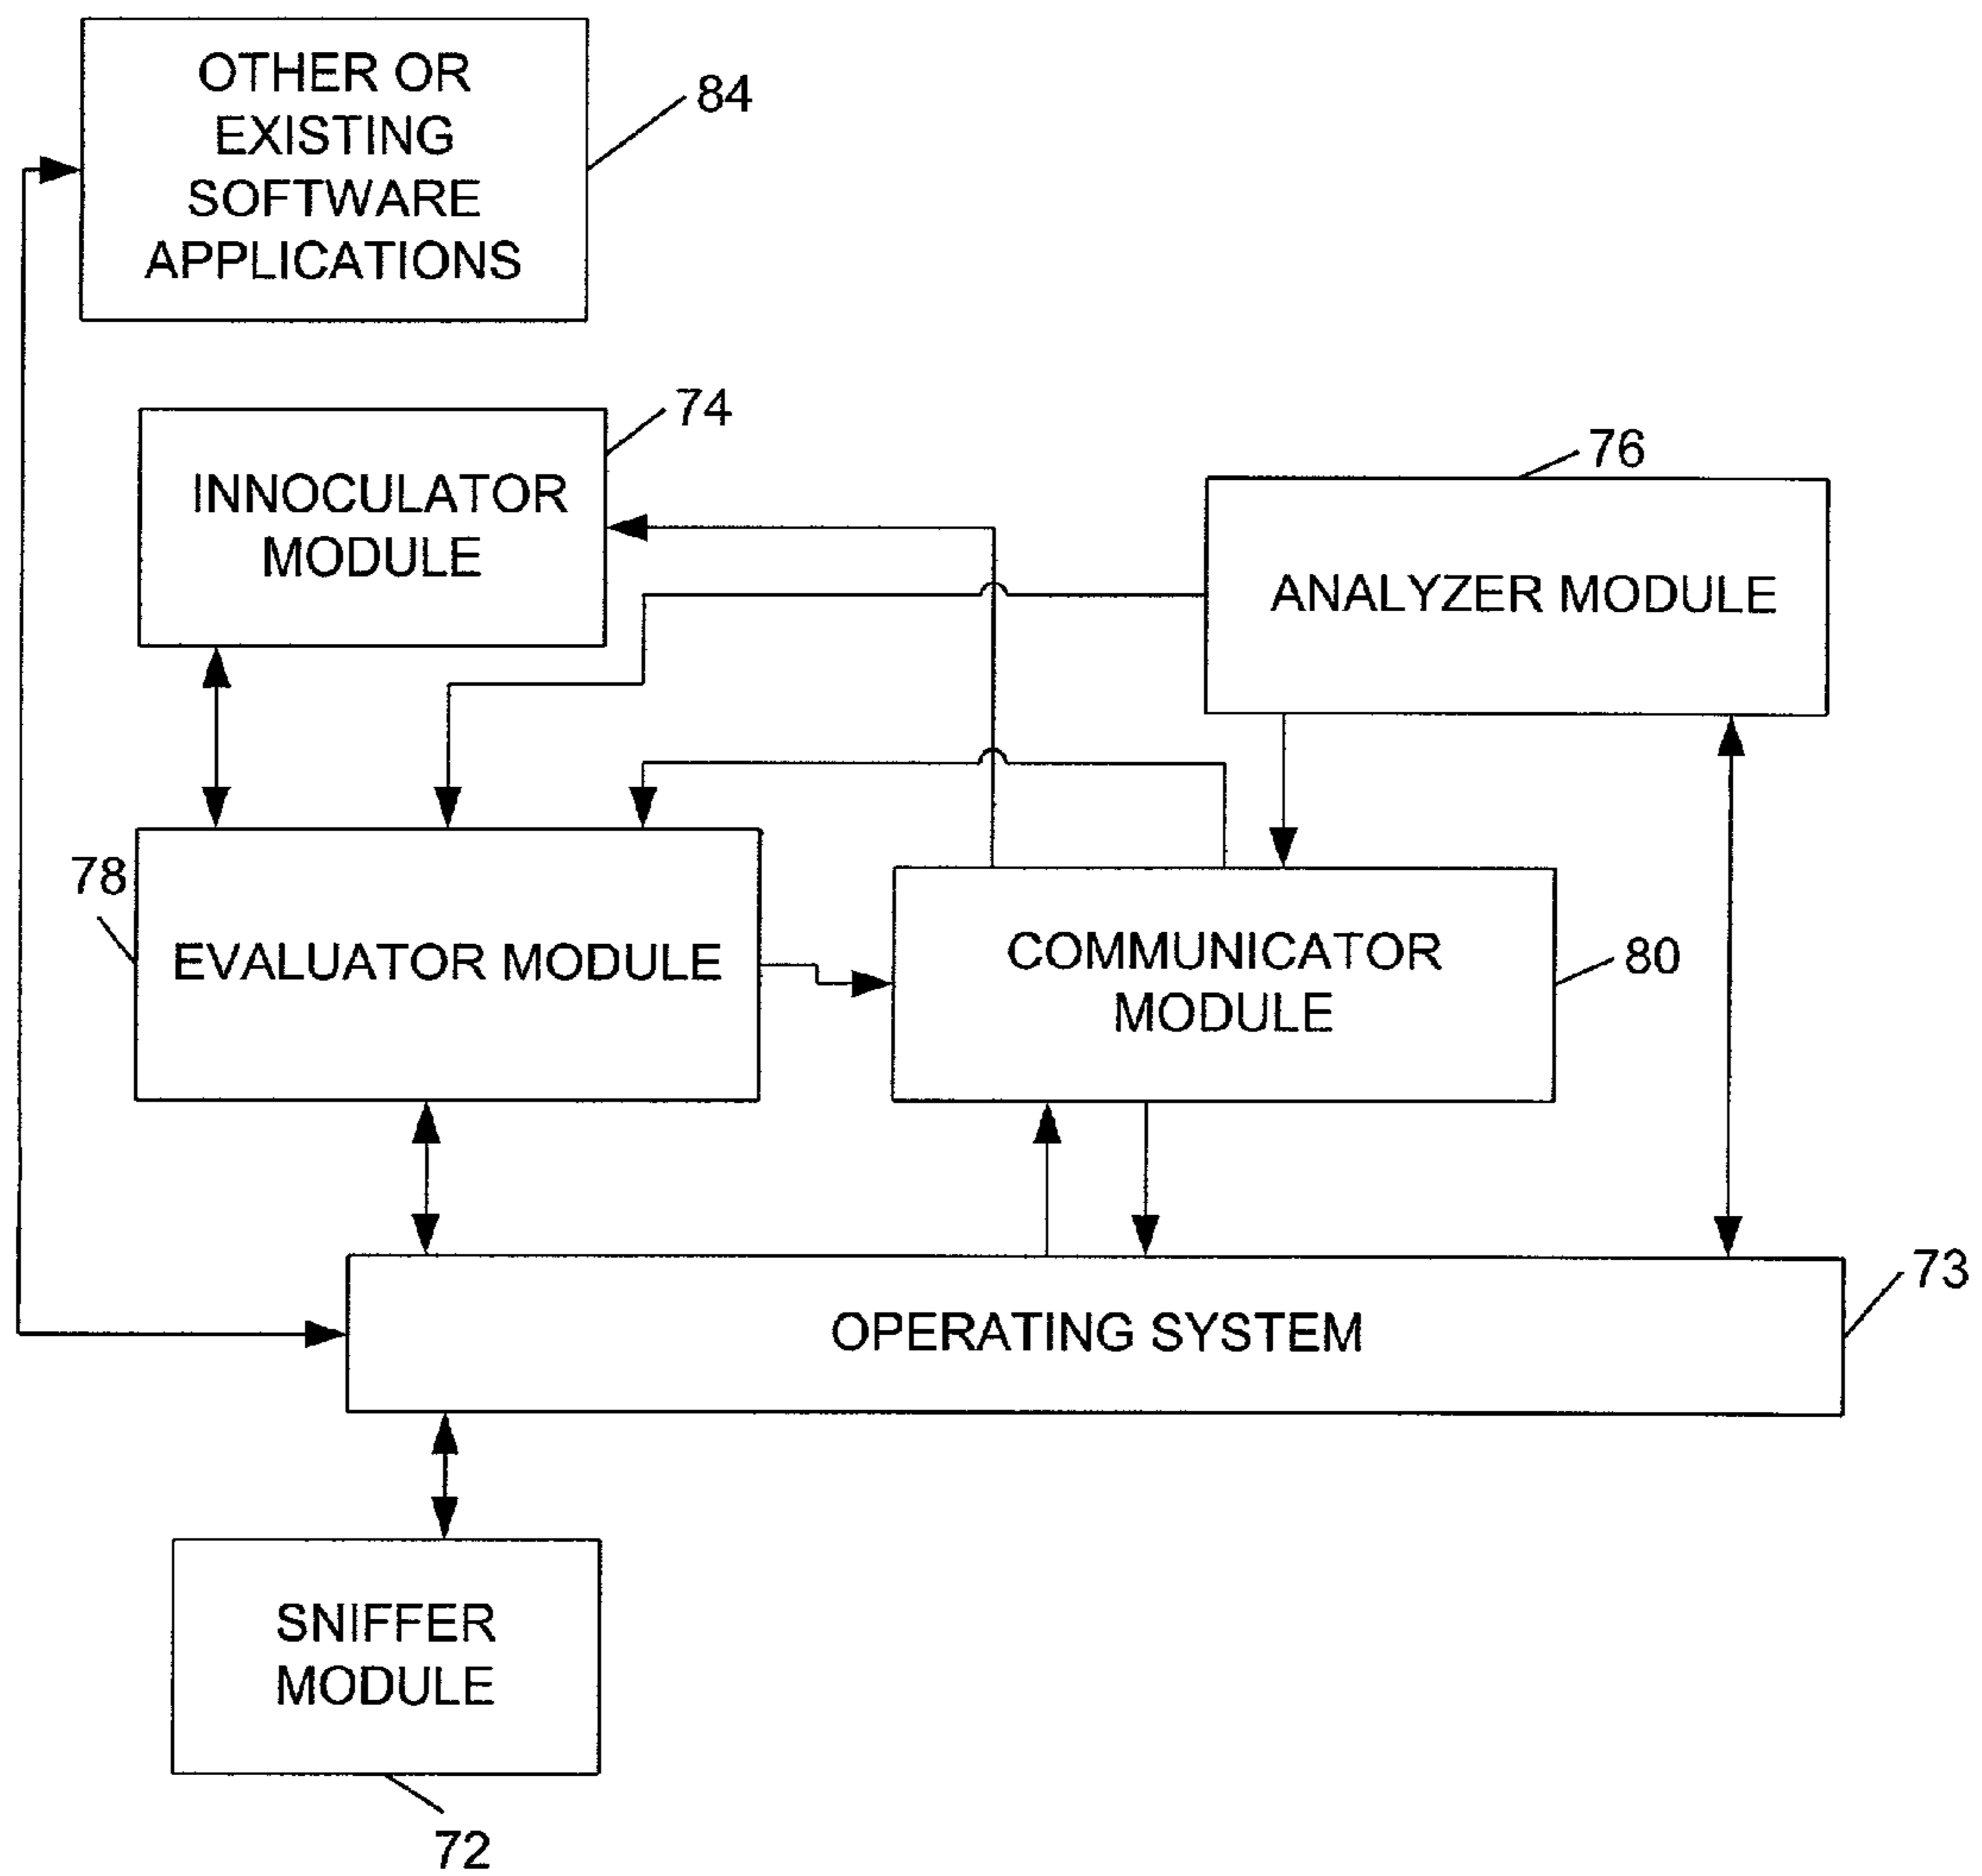 OTHER OR
EXISTING
SOFTWARE
APPLICATIONS
84
INNOCULATOR
MODULE
74
76
ANALYZER MODULE
78
EVALUATOR MODULE
COMMUNICATOR
MODULE
80
OPERATING SYSTEM
73
SNIFFER
MODULE
72